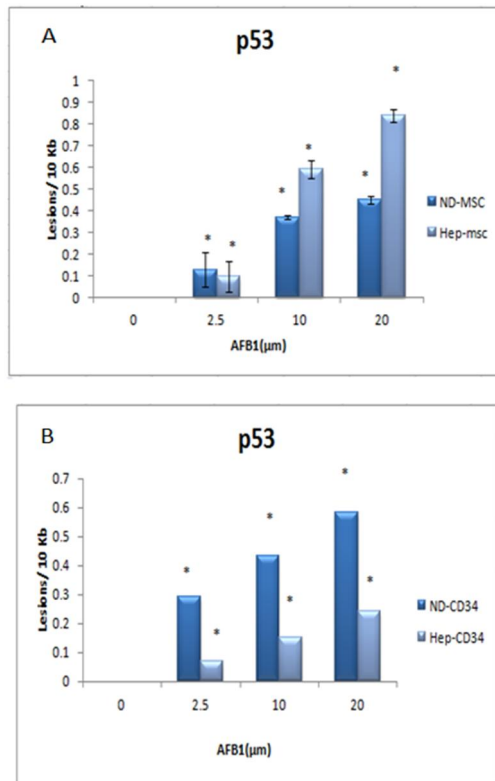 A
p53
1
0.9
0.8
0.7
0.6
0.5
0.4
0.3
0.2
0.1
0
Lesions/ 10 Kb
* * * * * *
0 2.5 10 20
AFB1(µm)
ND-MSC
Hep-msc
B
p53
0.7
0.6
0.5
0.4
0.3
0.2
0.1
0
Lesions/ 10 Kb
* * * * * *
0 2.5 10 20
AFB1(µm)
ND-CD34
Hep-CD34